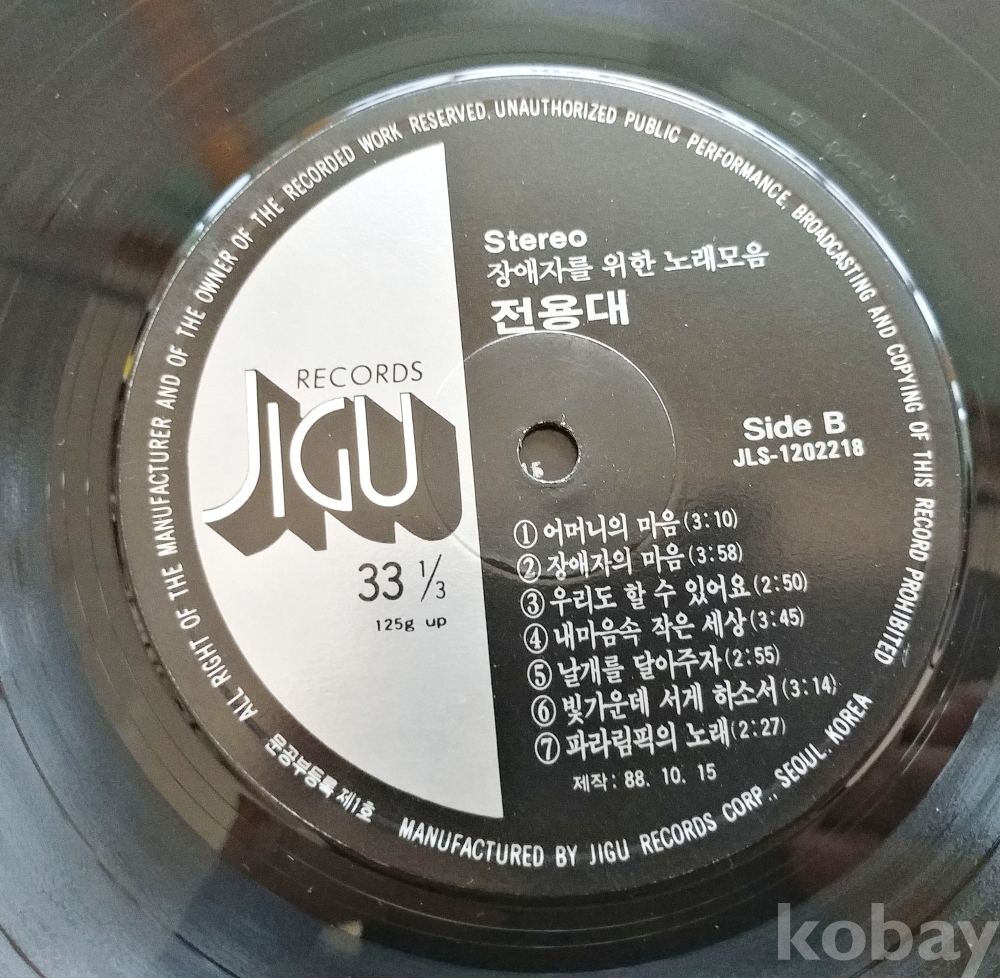 ALL RIGHT OF THE MANUFACTURER AND OF THE OWNER OF THE RECORDED WORK RESERVED, UNAUTHORIZED PUBLIC PERFORMANCE, BROADCASTING AND COPYING OF THIS RECORD PROHIBITED
Stereo
장애자를 위한 노래모음
전용대
RECORDS
JIGU
Side B
JLS-1202218
33 1/3
125g up
① 어머니의 마음(3:10)
② 장애자의 마음(3:58)
③ 우리도 할 수 있어요(2:50)
④ 내마음속 작은 세상(3:45)
⑤ 날개를 달아주자(2:55)
⑥ 빛가운데 서게 하소서(3:14)
⑦ 파라림픽의 노래(2:27)
제작: 88. 10. 15
문공부등록 제1호
MANUFACTURED BY JIGU RECORDS CORP., SEOUL, KOREA
kobay